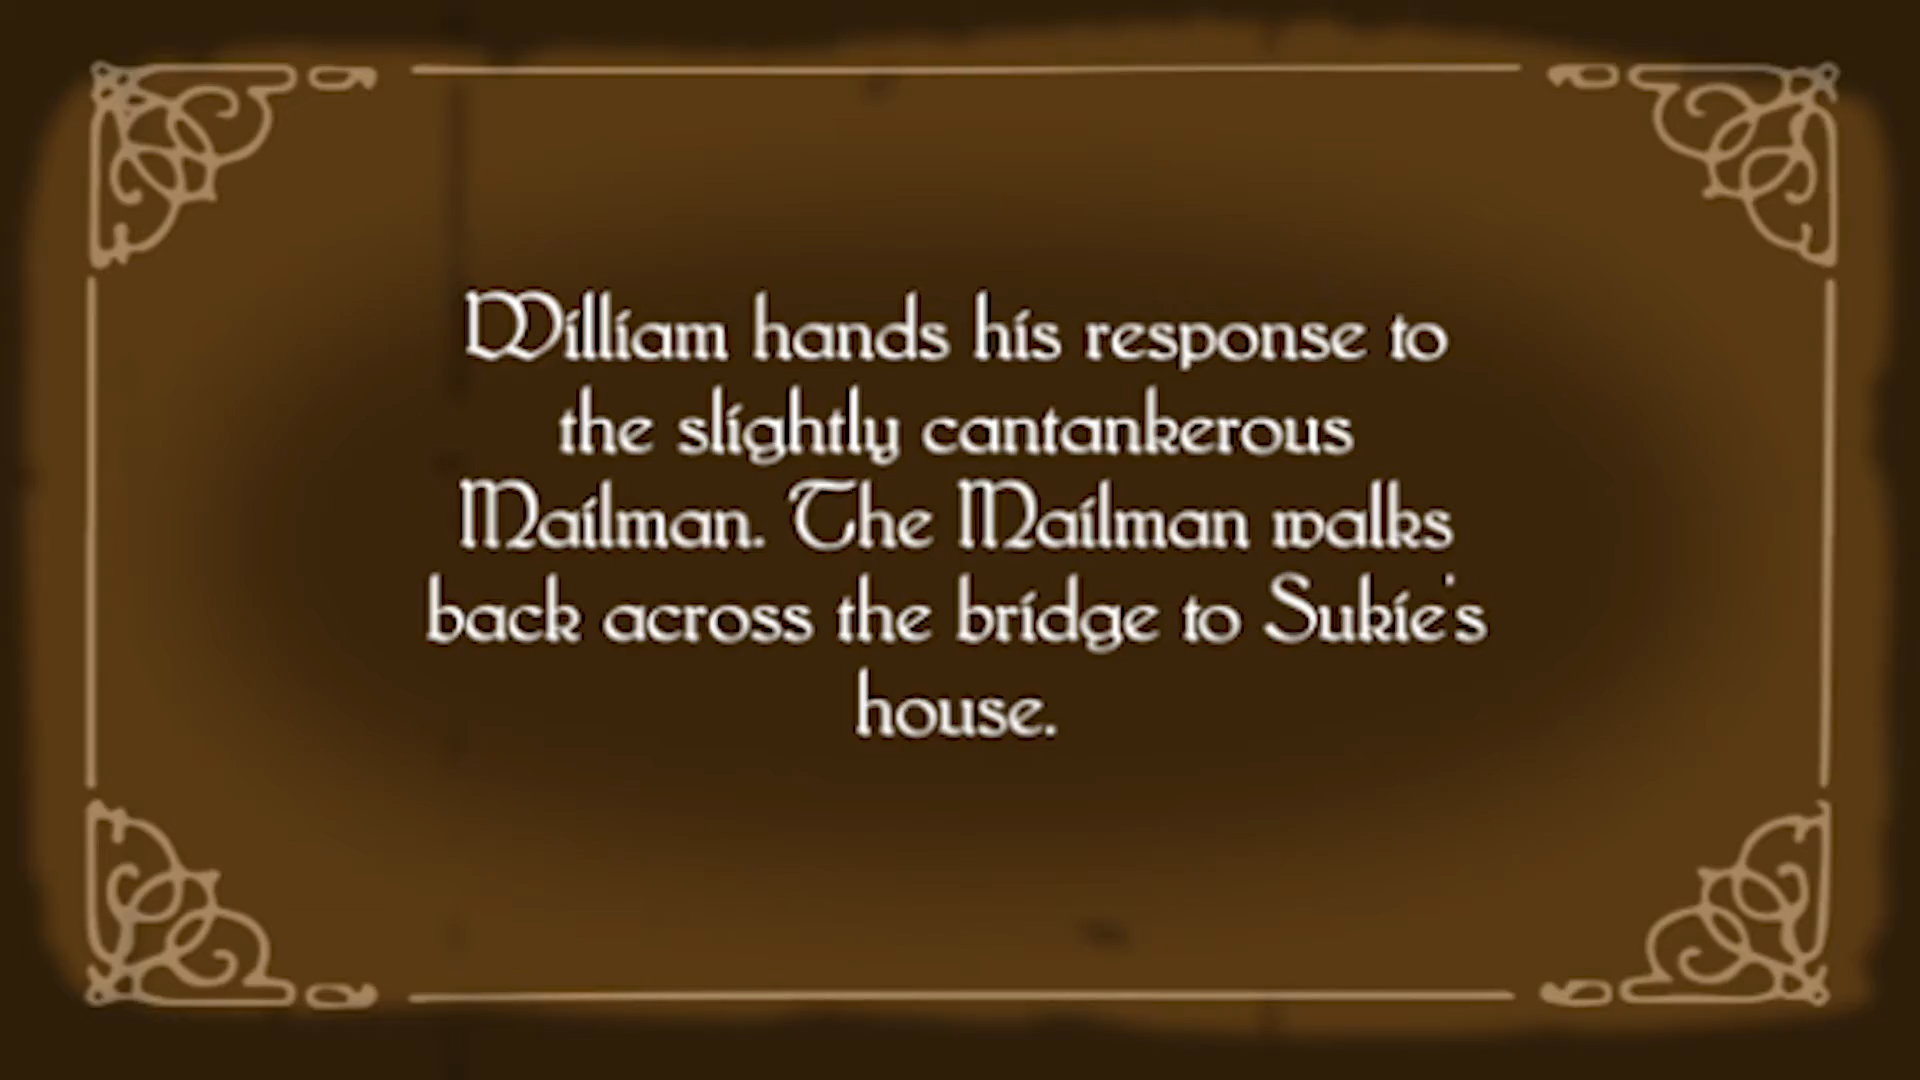 William hands his response to
the slightly cantankerous
Mailman. The Mailman walks
back across the bridge to Sukie's
house.